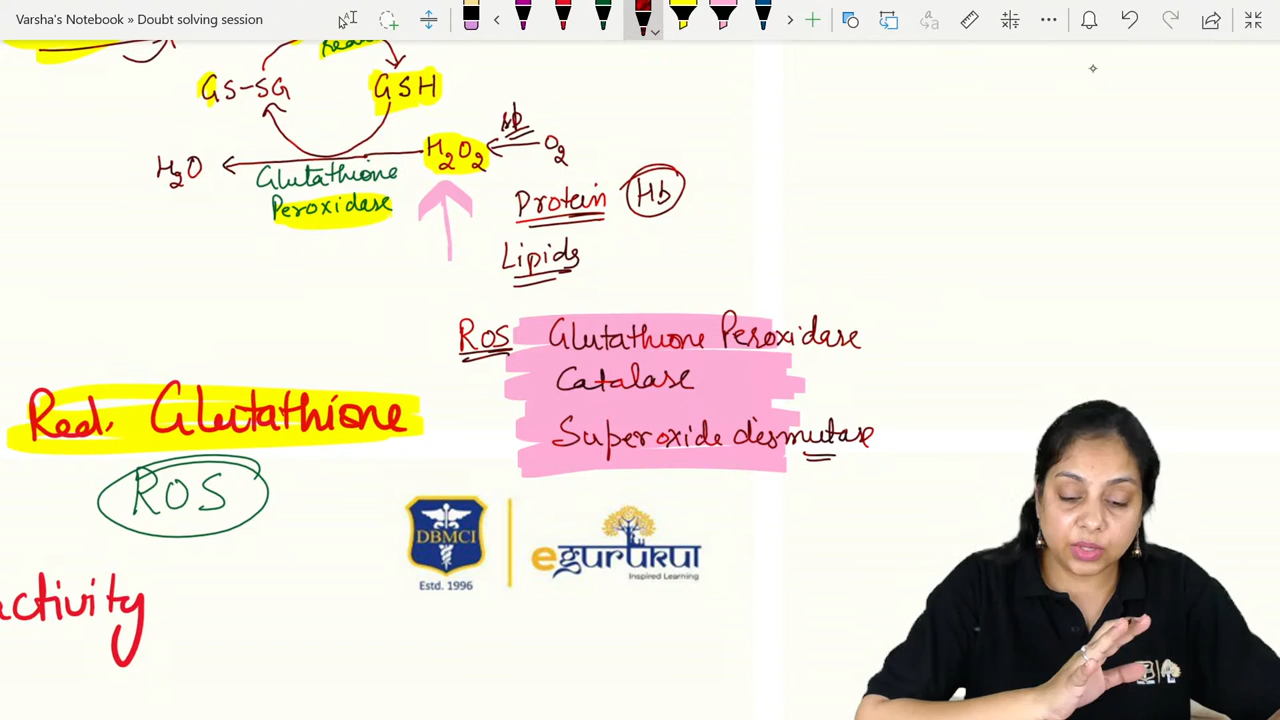 Varsha's Notebook » Doubt solving session
GS-SG
GSH
H2O
H2O2
O2
Glutathione
Peroxidase
Protein
Hb
Lipids
ROS Glutathione Peroxidase
Catalase
Superoxide desmutase
Red. Glutathione
ROS
DBMCI
Estd. 1996
egurukul
Inspired Learning
activity